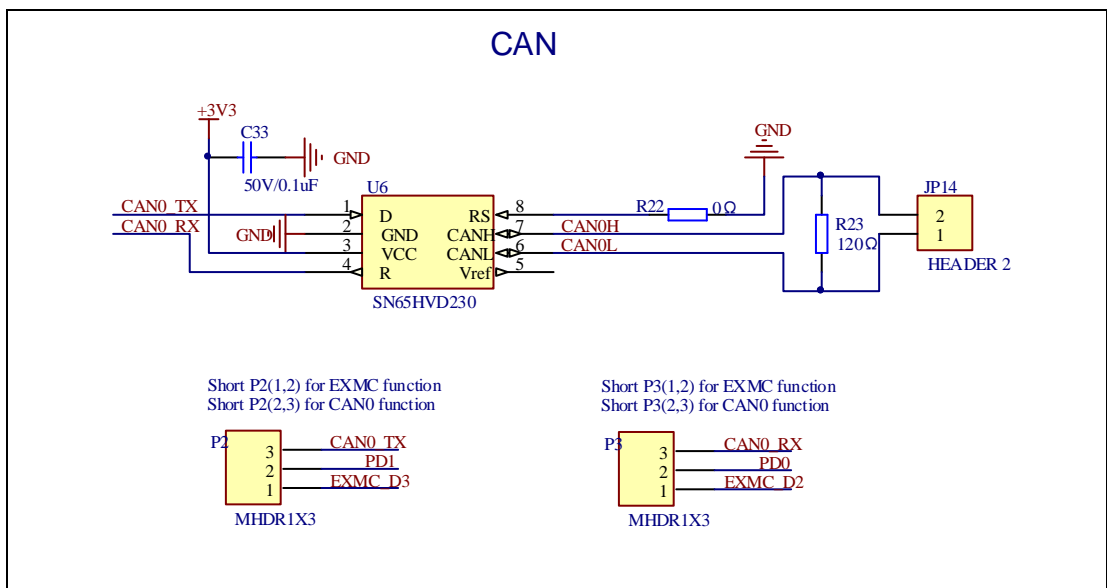 CAN
+3V3
C33
GND
50V/0.1uF
GND
U6
CAN0_TX
CAN0_RX
GND
1 D RS 8
2 GND CANH 7
3 VCC CANL 6
4 R Vref 5
SN65HVD230
R22 0Ω
CAN0H
CAN0L
R23
120Ω
JP14
2
1
HEADER 2
Short P2(1,2) for EXMC function
Short P2(2,3) for CAN0 function
P2
3 CAN0_TX
2 PD1
1 EXMC_D3
MHDR1X3
Short P3(1,2) for EXMC function
Short P3(2,3) for CAN0 function
P3
3 CAN0_RX
2 PD0
1 EXMC_D2
MHDR1X3